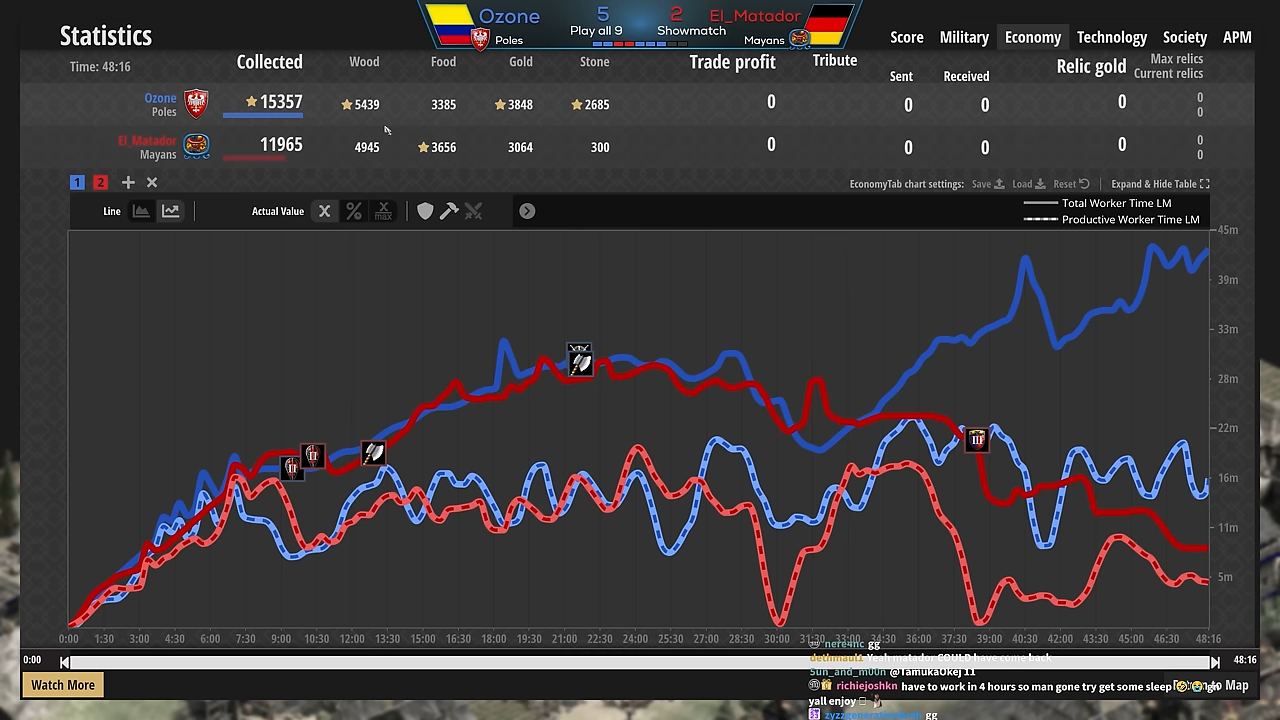 Ozone 5 2 El_Matador
Play all 9 Showmatch
Poles Mayans
Statistics
Score Military Economy Technology Society APM
Time: 48:16
Collected Wood Food Gold Stone Trade profit Tribute Sent Received Relic gold Max relics
Current relics
Ozone
Poles
15357 5439 3385 3848 2685 0 0 0 0 0
0
El_Matador
Mayans
11965 4945 3656 3064 300 0 0 0 0 0
0
1 2
EconomyTab chart settings: Save Load Reset Expand & Hide Table
Line Actual Value X % X max
Total Worker Time LM
Productive Worker Time LM
45m
39m
33m
28m
22m
16m
11m
5m
II II III
0:00 1:30 3:00 4:30 6:00 7:30 9:00 10:30 12:00 13:30 15:00 16:30 18:00 19:30 21:00 22:30 24:00 25:30 27:00 28:30 30:00 31:30 33:00 34:30 36:00 37:30 39:00 40:30 42:00 43:30 45:00 46:30 48:16
nere4nc gg
0:00 48:16
dethmaul1 Yeah matador COULD have come back
Sun_and_m00n @TamukaOkej 11
Watch More to Map
richiejoshkn have to work in 4 hours so man gone try get some sleep gg
yall enjoy
gg